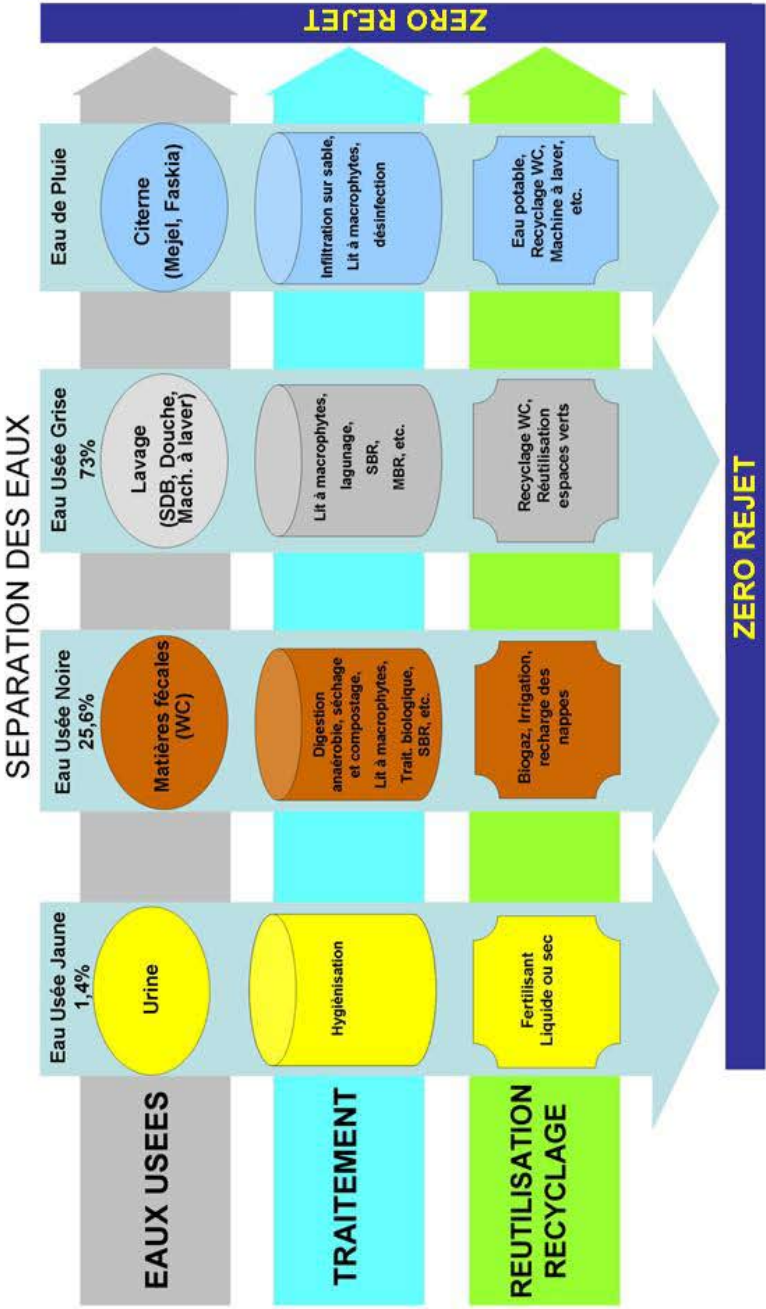 SEPARATION DES EAUX
Eau Usée Jaune
1,4%
Eau Usée Noire
25,6%
Eau Usée Grise
73%
Eau de Pluie
EAUX USEES
Urine
Matières fécales
(WC)
Lavage
(SDB, Douche,
Mach. à laver)
Citerne
(Mejel, Faskia)
TRAITEMENT
Hygiènisation
Digestion
anaérobie, séchage
et compostage,
Lit à macrophytes,
Trait. biologique,
SBR, etc.
Lit à macrophytes,
lagunage,
SBR,
MBR, etc.
Infiltration sur sable,
Lit à macrophytes,
désinfection
REUTILISATION
RECYCLAGE
Fertilisant
Liquide ou sec
Biogaz, Irrigation,
recharge des
nappes
Recyclage WC,
Réutilisation
espaces verts
Eau potable,
Recyclage WC,
Machine à laver,
etc.
ZERO REJET
ZERO REJET